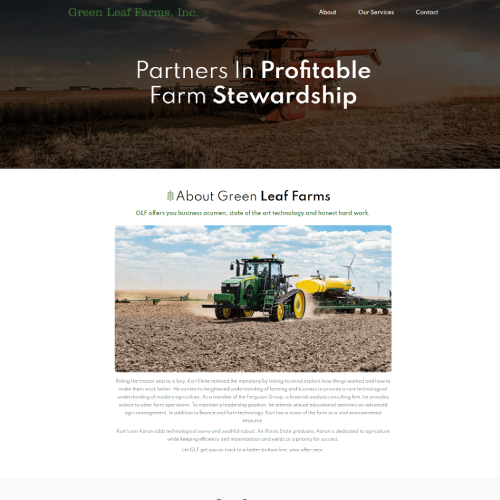 Green Leaf Farms, Inc.
About Our Services Contact
Partners In Profitable
Farm Stewardship
About Green Leaf Farms
GLF offers you business acumen, state of the art technology and honest hard work.
Riding the tractor solo as a boy, Kurt Ehnle relieved the monotony by letting his mind explore how things worked and how to
make them work better. He carries his heightened understanding of farming and business to provide a rare technological
understanding of modern agriculture. As a member of the Ferguson Group, a financial analysis consulting firm, he provides
advice to other farm operations. To maintain a leadership position, he attends annual educational seminars on advanced
agri-management. In addition to finance and farm technology, Kurt has a vision of the farm as a vital environmental
resource.
Kurt's son Aaron adds technological savvy and youthful robust. An Illinois State graduate, Aaron is dedicated to agriculture
while keeping efficiency and maximization and yields as a priority for success.
Let GLF get you on track to a better bottom line, year after year.